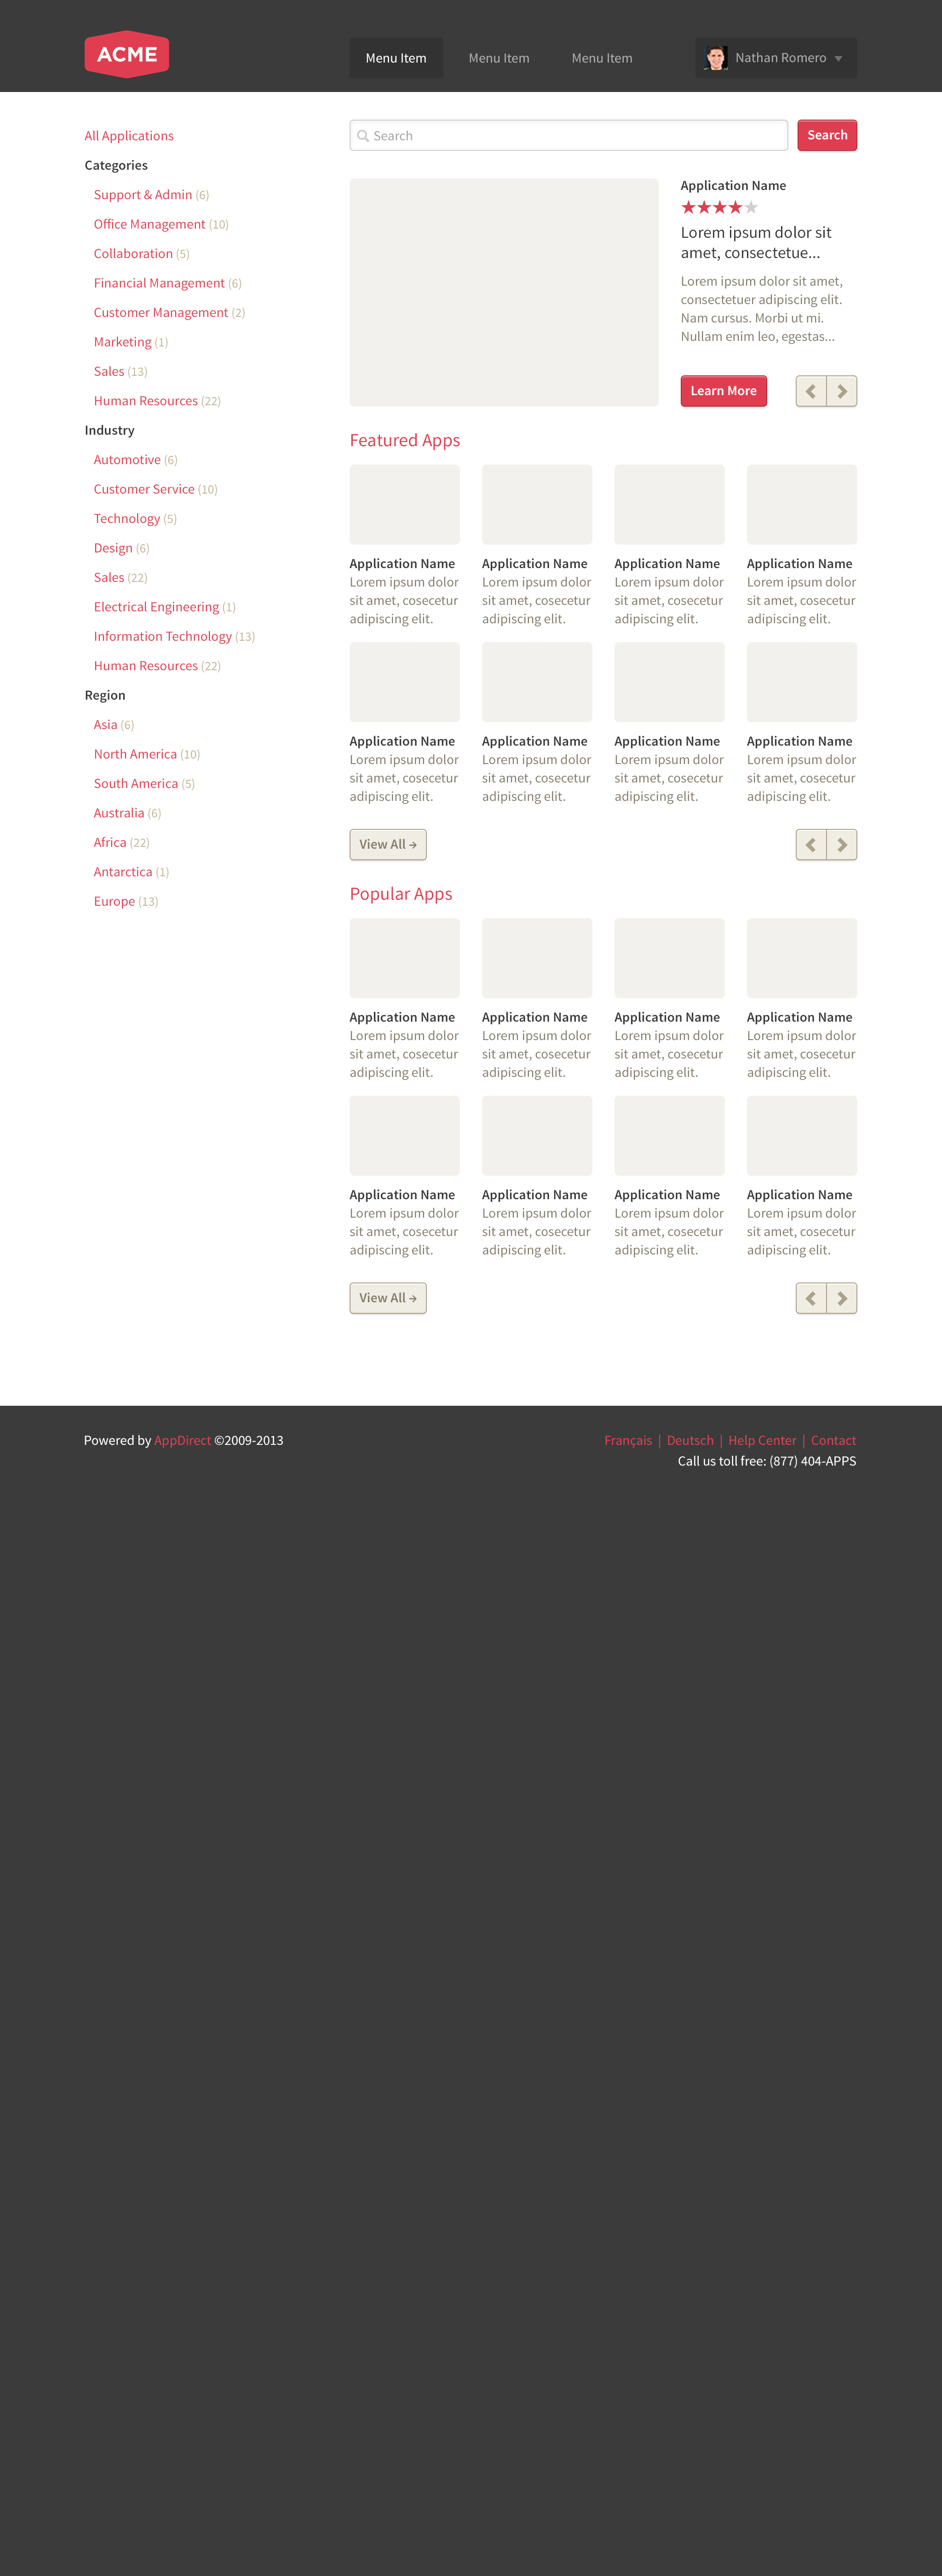 ACME
Menu Item
Menu Item
Menu Item
Nathan Romero
All Applications
Categories
Support & Admin (6)
Office Management (10)
Collaboration (5)
Financial Management (6)
Customer Management (2)
Marketing (1)
Sales (13)
Human Resources (22)
Industry
Automotive (6)
Customer Service (10)
Technology (5)
Design (6)
Sales (22)
Electrical Engineering (1)
Information Technology (13)
Human Resources (22)
Region
Asia (6)
North America (10)
South America (5)
Australia (6)
Africa (22)
Antarctica (1)
Europe (13)
Search
Search
Application Name
Lorem ipsum dolor sit
amet, consectetue...
Lorem ipsum dolor sit amet,
consectetuer adipiscing elit.
Nam cursus. Morbi ut mi.
Nullam enim leo, egestas...
Learn More
Featured Apps
Application Name
Lorem ipsum dolor
sit amet, cosecetur
adipiscing elit.
Application Name
Lorem ipsum dolor
sit amet, cosecetur
adipiscing elit.
Application Name
Lorem ipsum dolor
sit amet, cosecetur
adipiscing elit.
Application Name
Lorem ipsum dolor
sit amet, cosecetur
adipiscing elit.
Application Name
Lorem ipsum dolor
sit amet, cosecetur
adipiscing elit.
Application Name
Lorem ipsum dolor
sit amet, cosecetur
adipiscing elit.
Application Name
Lorem ipsum dolor
sit amet, cosecetur
adipiscing elit.
Application Name
Lorem ipsum dolor
sit amet, cosecetur
adipiscing elit.
View All →
Popular Apps
Application Name
Lorem ipsum dolor
sit amet, cosecetur
adipiscing elit.
Application Name
Lorem ipsum dolor
sit amet, cosecetur
adipiscing elit.
Application Name
Lorem ipsum dolor
sit amet, cosecetur
adipiscing elit.
Application Name
Lorem ipsum dolor
sit amet, cosecetur
adipiscing elit.
Application Name
Lorem ipsum dolor
sit amet, cosecetur
adipiscing elit.
Application Name
Lorem ipsum dolor
sit amet, cosecetur
adipiscing elit.
Application Name
Lorem ipsum dolor
sit amet, cosecetur
adipiscing elit.
Application Name
Lorem ipsum dolor
sit amet, cosecetur
adipiscing elit.
View All →
Powered by AppDirect ©2009-2013
Français | Deutsch | Help Center | Contact
Call us toll free: (877) 404-APPS